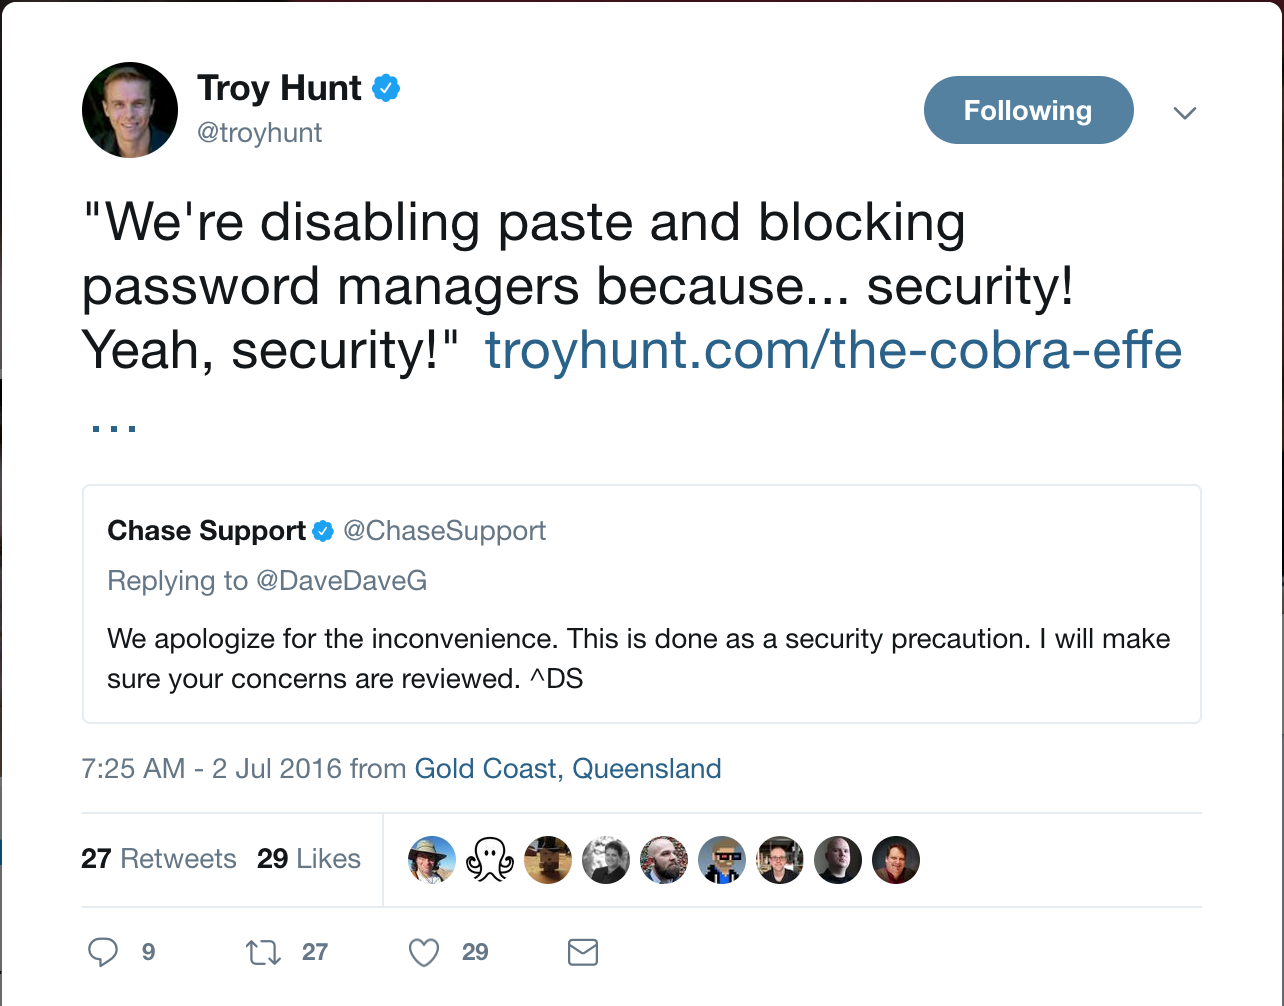 Troy Hunt
@troyhunt
Following
"We're disabling paste and blocking
password managers because... security!
Yeah, security!" troyhunt.com/the-cobra-effe
...
Chase Support @ChaseSupport
Replying to @DaveDaveG
We apologize for the inconvenience. This is done as a security precaution. I will make
sure your concerns are reviewed. ^DS
7:25 AM - 2 Jul 2016 from Gold Coast, Queensland
27 Retweets 29 Likes
9 27 29